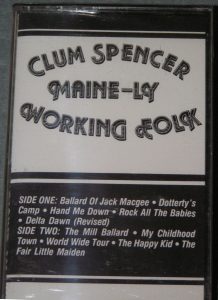 CLUM SPENCER
MAINE-LY
WORKING FOLK
SIDE ONE: Ballard Of Jack Macgee • Dotterty's
Camp • Hand Me Down • Rock All The Babies
• Delta Dawn (Revised)
SIDE TWO: The Mill Ballard • My Childhood
Town • World Wide Tour • The Happy Kid • The
Fair Little Maiden